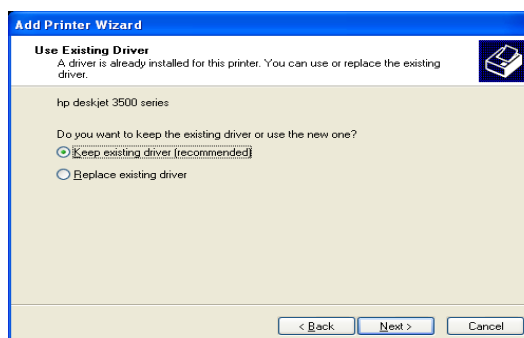 Add Printer Wizard
Use Existing Driver
A driver is already installed for this printer. You can use or replace the existing
driver.
hp deskjet 3500 series
Do you want to keep the existing driver or use the new one?
Keep existing driver (recommended)
Replace existing driver
< Back
Next >
Cancel